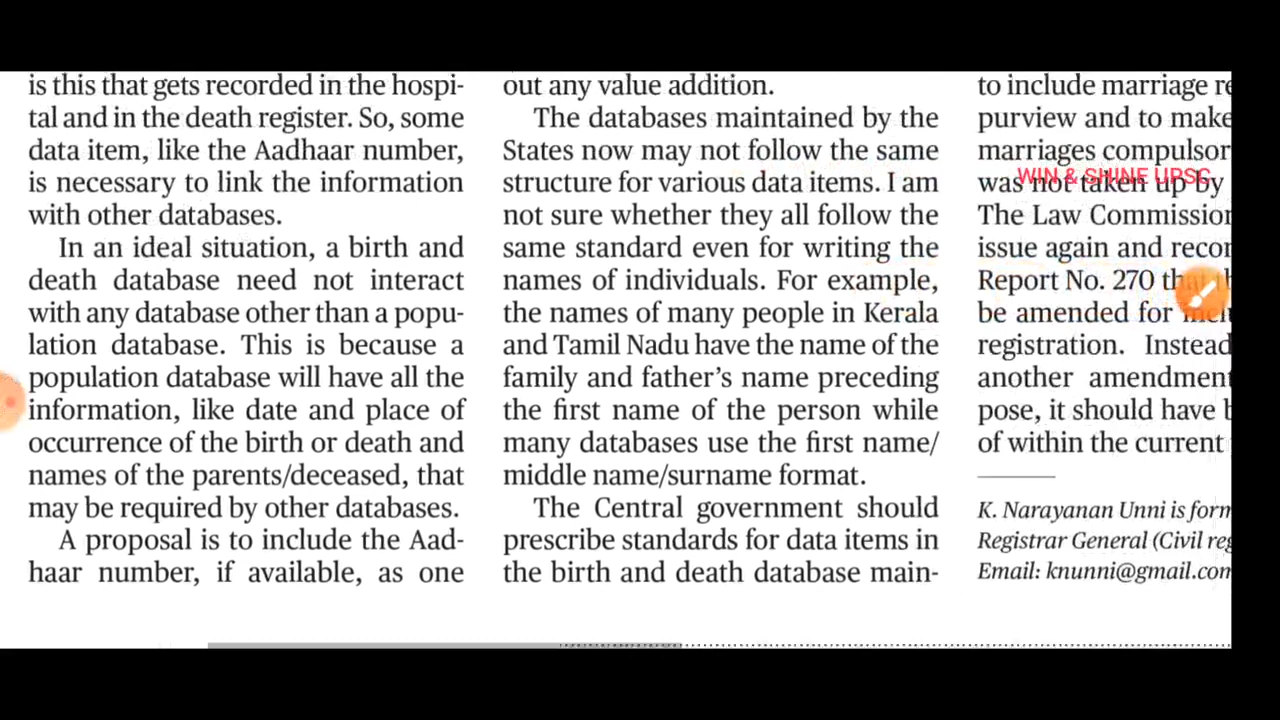 is this that gets recorded in the hospi-
tal and in the death register. So, some
data item, like the Aadhaar number,
is necessary to link the information
with other databases.
In an ideal situation, a birth and
death database need not interact
with any database other than a popu-
lation database. This is because a
population database will have all the
information, like date and place of
occurrence of the birth or death and
names of the parents/deceased, that
may be required by other databases.
A proposal is to include the Aad-
haar number, if available, as one
out any value addition.
The databases maintained by the
States now may not follow the same
structure for various data items. I am
not sure whether they all follow the
same standard even for writing the
names of individuals. For example,
the names of many people in Kerala
and Tamil Nadu have the name of the
family and father's name preceding
the first name of the person while
many databases use the first name/
middle name/surname format.
The Central government should
prescribe standards for data items in
the birth and death database main-
to include marriage
purview and to make
marriages
was not taken up by
WIN & SHINE UPSC
The Law
issue again and
Report No. 270
be amended for
registration. Instead
another amendment
pose, it should have
of within the current
K. Narayanan Unni is
Registrar General (Civil
Email: knunni@gmail.com